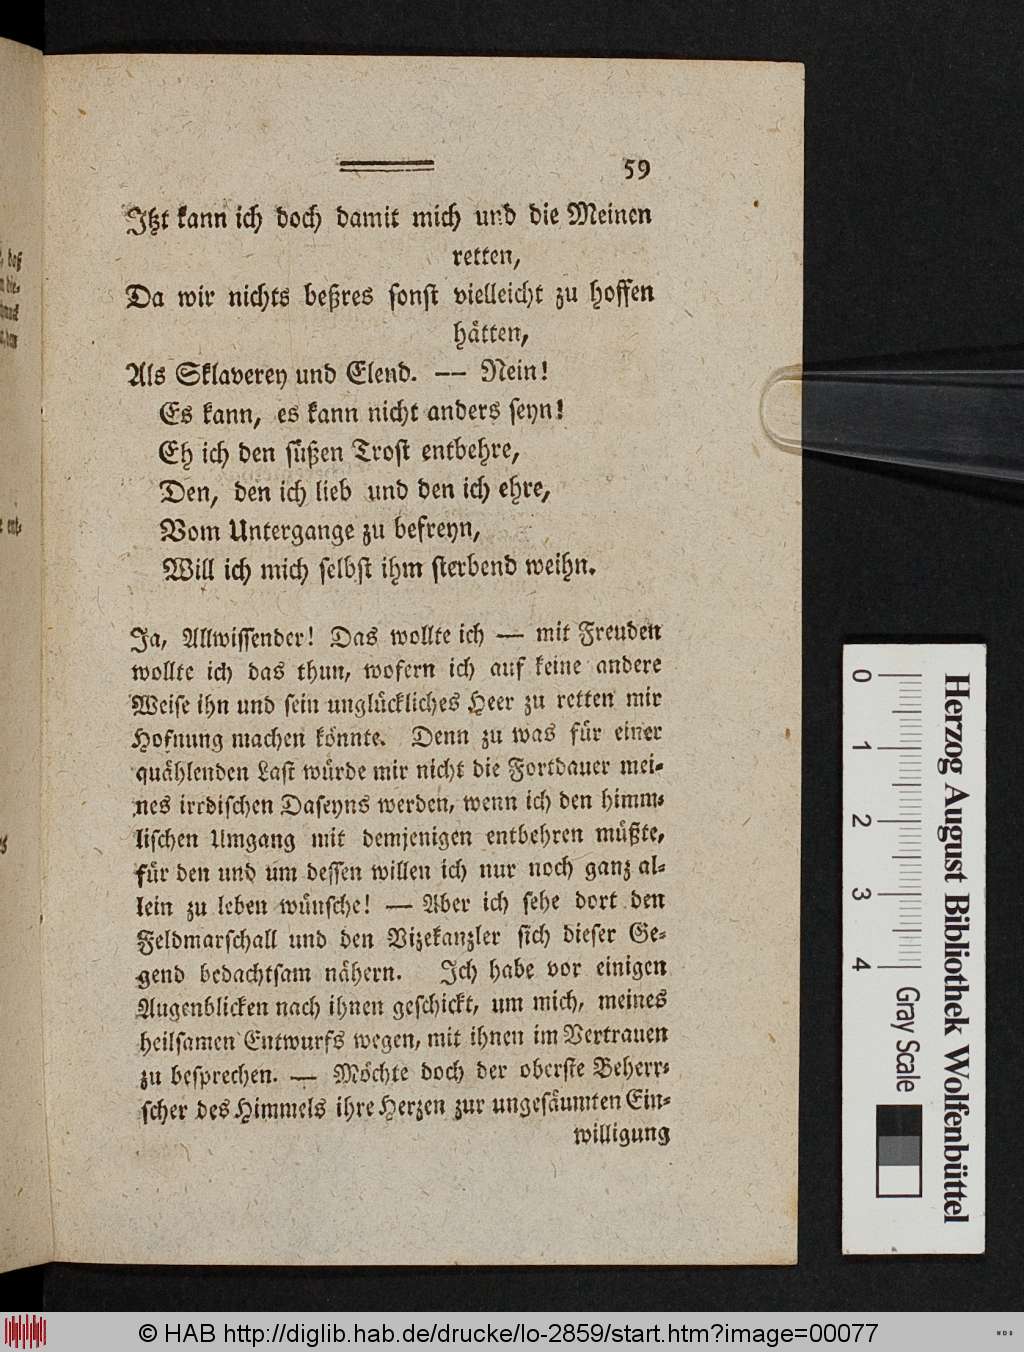 59
Jtzt kann ich doch damit mich und die Meinen
retten,
Da wir nichts beßres sonst vielleicht zu hoffen
hätten,
Als Sklaverey und Elend. — Nein!
Es kann, es kann nicht anders seyn!
Eh ich den süßen Trost entbehre,
Den, den ich lieb und den ich ehre,
Vom Untergange zu befreyn,
Will ich mich selbst ihm sterbend weihn.
Ja, Allwissender! Das wollte ich — mit Freuden
wollte ich das thun, wofern ich auf keine andere
Weise ihn und sein unglückliches Heer zu retten mir
Hofnung machen könnte. Denn zu was für einer
quählenden Last würde mir nicht die Fortdauer mei-
nes irrdischen Daseyns werden, wenn ich den himm-
lischen Umgang mit demjenigen entbehren müßte,
für den und um dessen willen ich nur noch ganz al-
lein zu leben wünsche! — Aber ich sehe dort den
Feldmarschall und den Vizekanzler sich dieser Ge-
gend bedachtsam nähern. Jch habe vor einigen
Augenblicken nach ihnen geschickt, um mich, meines
heilsamen Entwurfs wegen, mit ihnen im Vertrauen
zu besprechen. — Möchte doch der oberste Beherr-
scher des Himmels ihre Herzen zur ungesäumten Ein-
willigung
0 1 2 3 4 Gray Scale
Herzog August Bibliothek Wolfenbüttel
© HAB http://diglib.hab.de/drucke/lo-2859/start.htm?image=00077